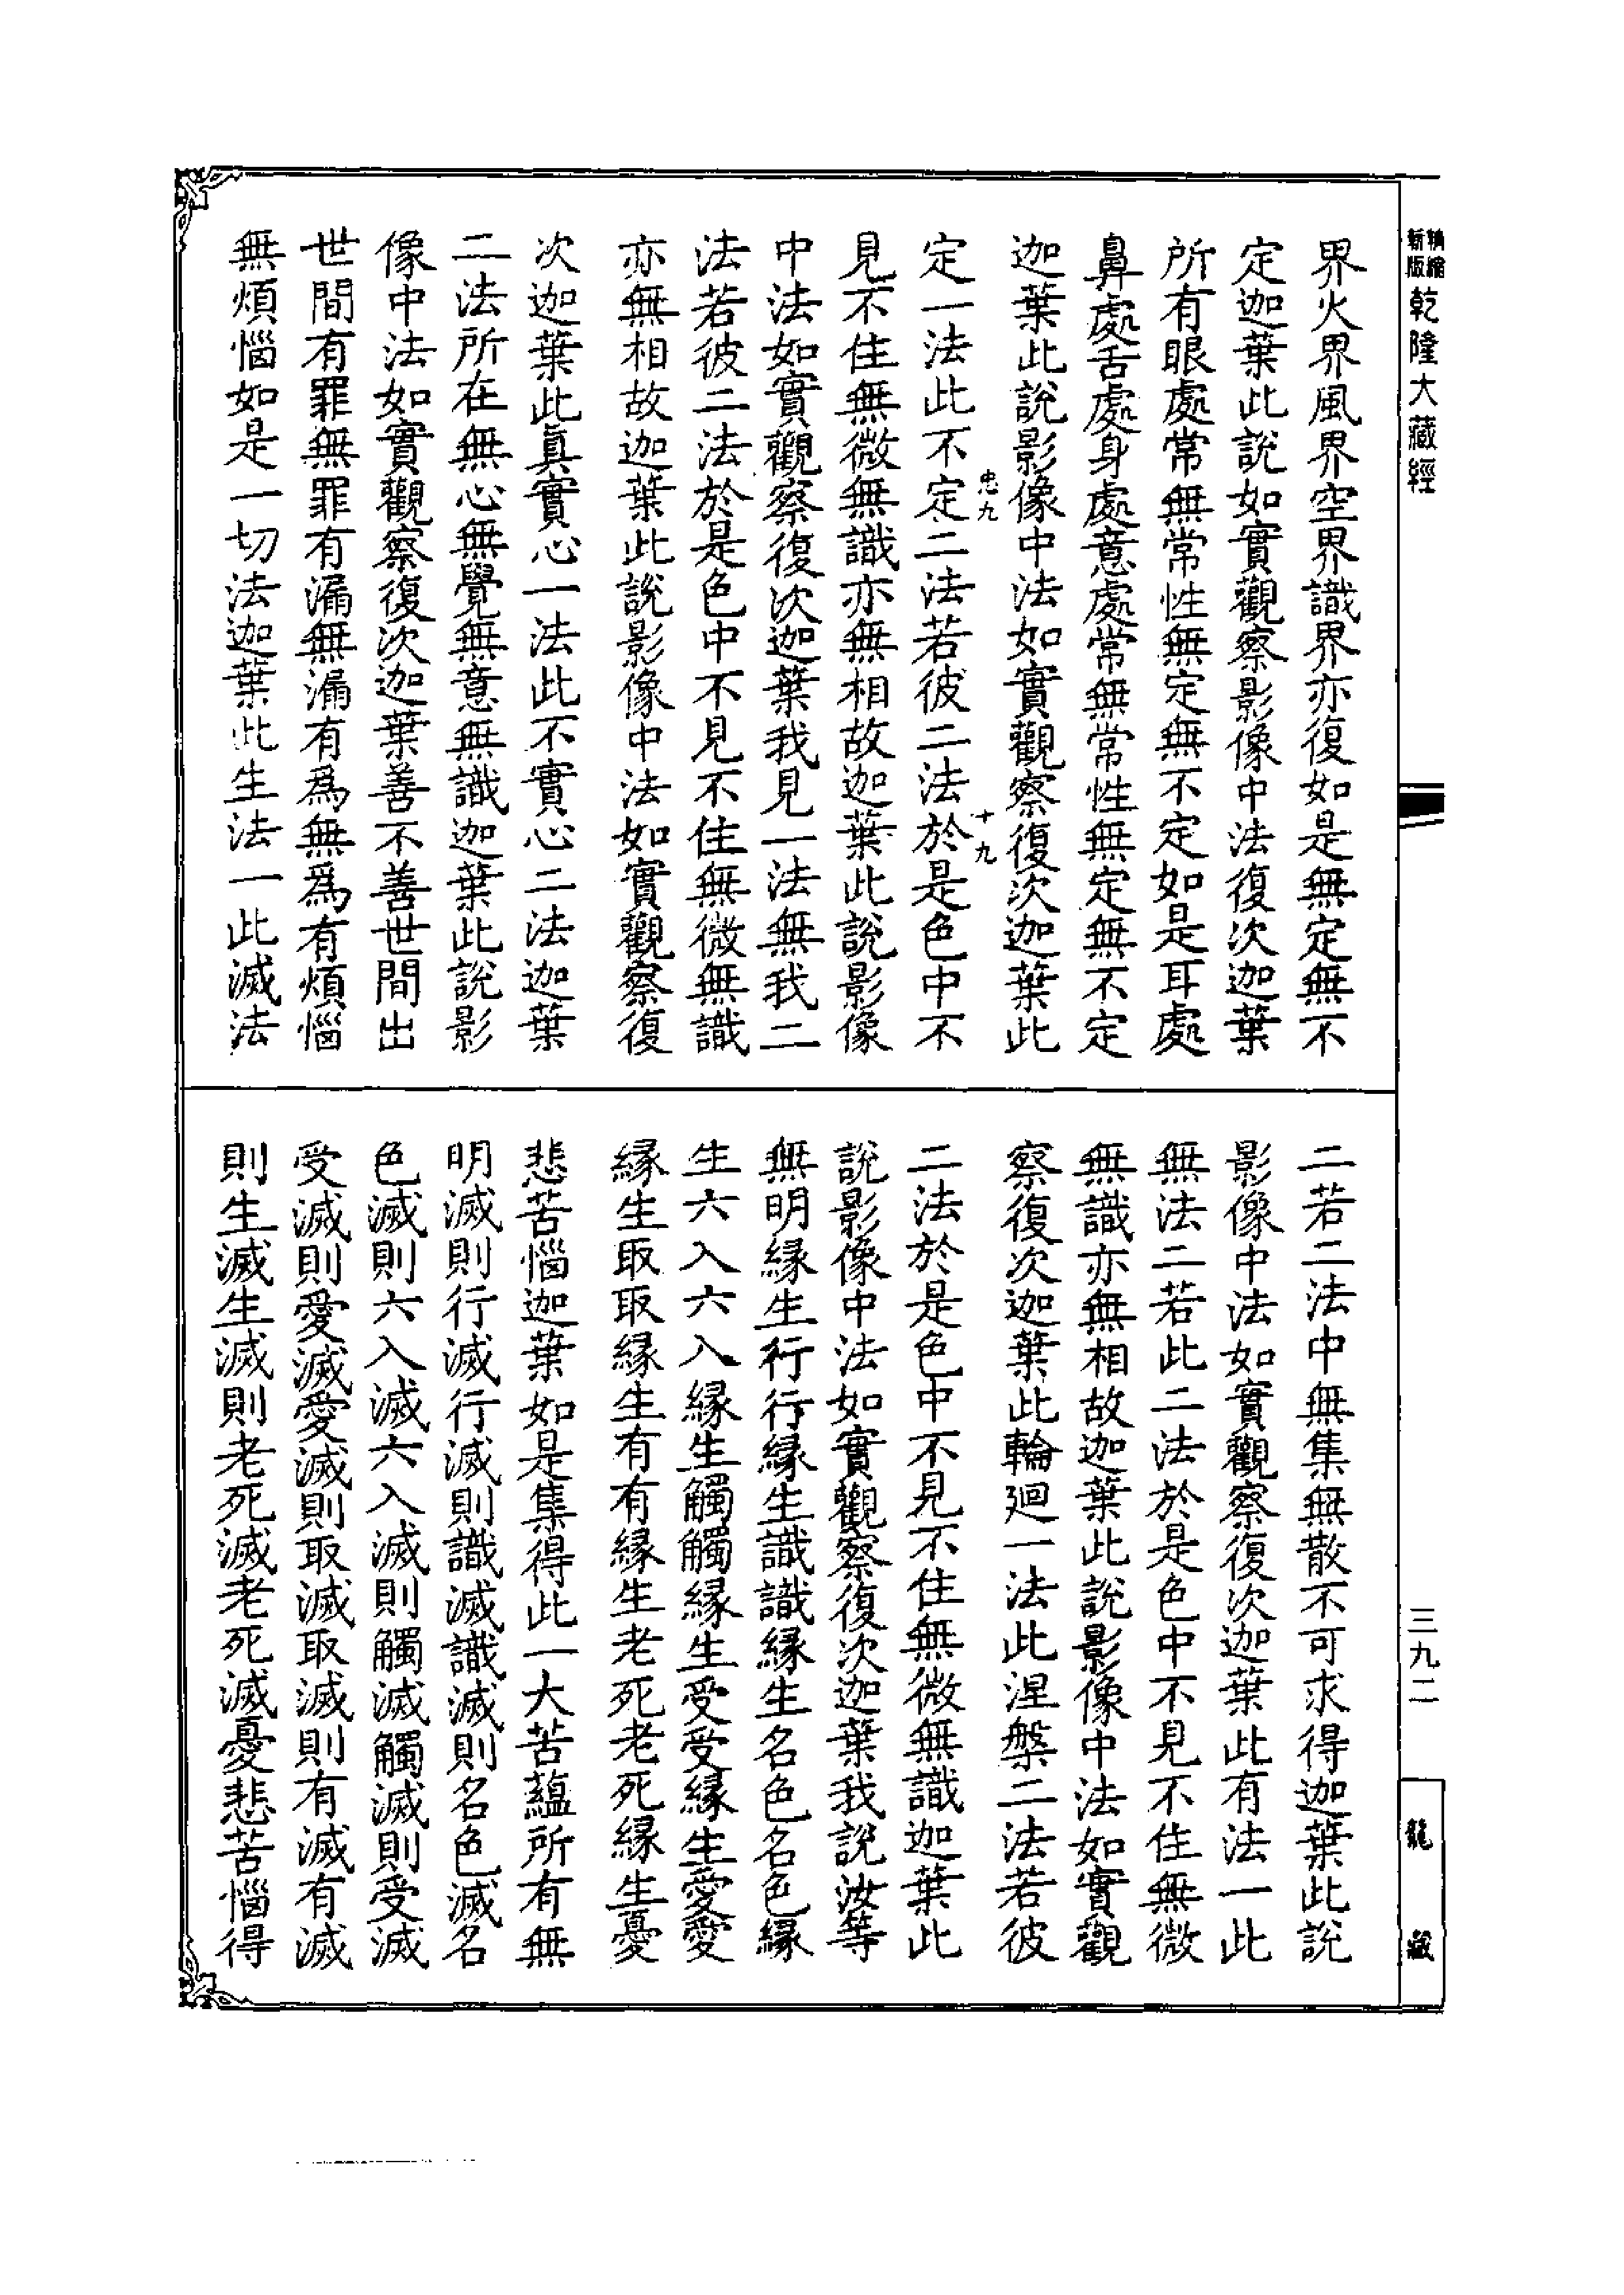 新縮
版輯
乾隆大藏經
三九二
龍藏
界火界風界空界識界亦復如是無定無不
定迦葉此說如實觀察影像中法復次迦葉
所有眼處常無常性無定無不定如是耳處
鼻處舌處身處意處常無常性無定無不定
迦葉此說影像中法如實觀察復次迦葉此
忠九
十九
定一法此不定二法若彼二法於是色中不
見不住無微無識亦無相故迦葉此說影像
中法如實觀察復次迦葉我見一法無我二
法若彼二法於是色中不見不住無微無識
亦無相故迦葉此說影像中法如實觀察復
次迦葉此真實心一法此不實心二法迦葉
二法所在無心無覺無意無識迦葉此說影
像中法如實觀察復次迦葉善不善世間出
世間有罪無罪有漏無漏有為無為有煩惱
無煩惱如是一切法迦葉此生法一此滅法
二若二法中無集無散不可求得迦葉此說
影像中法如實觀察復次迦葉此有法一此
無法二若此二法於是色中不見不住無微
無識亦無相故迦葉此說影像中法如實觀
察復次迦葉此輪迴一法此涅槃二法若彼
二法於是色中不見不住無微無識迦葉此
說影像中法如實觀察復次迦葉我說汝等
無明緣生行行緣生識識緣生名色名色緣
生六入六入緣生觸觸緣生受受緣生愛愛
緣生取取緣生有有緣生老死老死緣生憂
悲苦惱迦葉如是集得此一大苦蘊所有無
明滅則行滅行滅則識滅識滅則名色滅名
色滅則六入滅六入滅則觸滅觸滅則受滅
受滅則愛滅愛滅則取滅取滅則有滅有滅
則生滅生滅則老死滅老死滅憂悲苦惱得